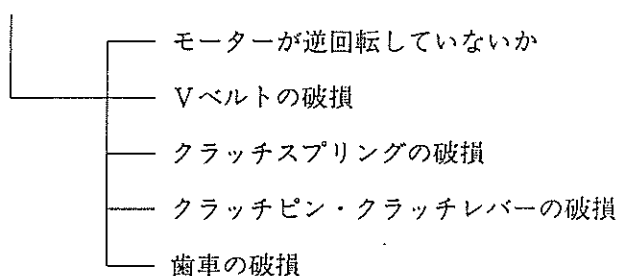 モーターが逆回転していないか
Vベルトの破損
クラッチスプリングの破損
クラッチピン・クラッチレバーの破損
歯車の破損